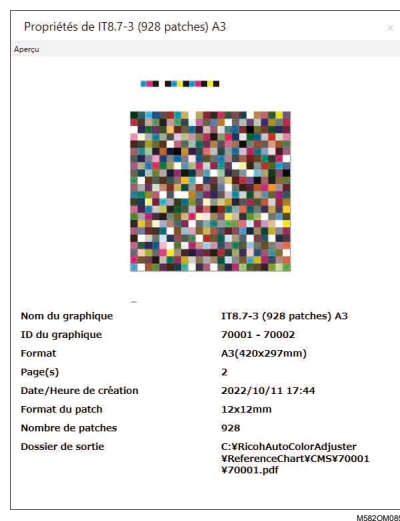 Propriétés de IT8.7-3 (928 patches) A3
×
Aperçu
Nom du graphique IT8.7-3 (928 patches) A3
ID du graphique 70001 - 70002
Format A3(420x297mm)
Page(s) 2
Date/Heure de création 2022/10/11 17:44
Format du patch 12x12mm
Nombre de patches 928
Dossier de sortie C:¥RicohAutoColorAdjuster
¥ReferenceChart¥CMS¥70001
¥70001.pdf
M582OM085